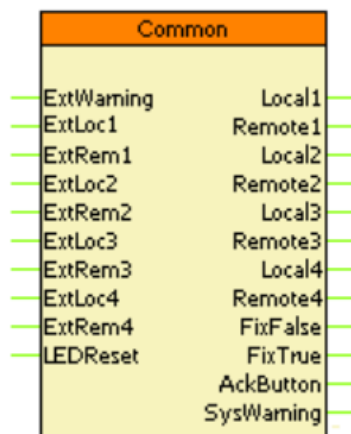 Common
ExtWarning Local1
ExtLoc1 Remote1
ExtRem1 Local2
ExtLoc2 Remote2
ExtRem2 Local3
ExtLoc3 Remote3
ExtRem3 Local4
ExtLoc4 Remote4
ExtRem4 FixFalse
LEDReset FixTrue
AckButton
SysWarning